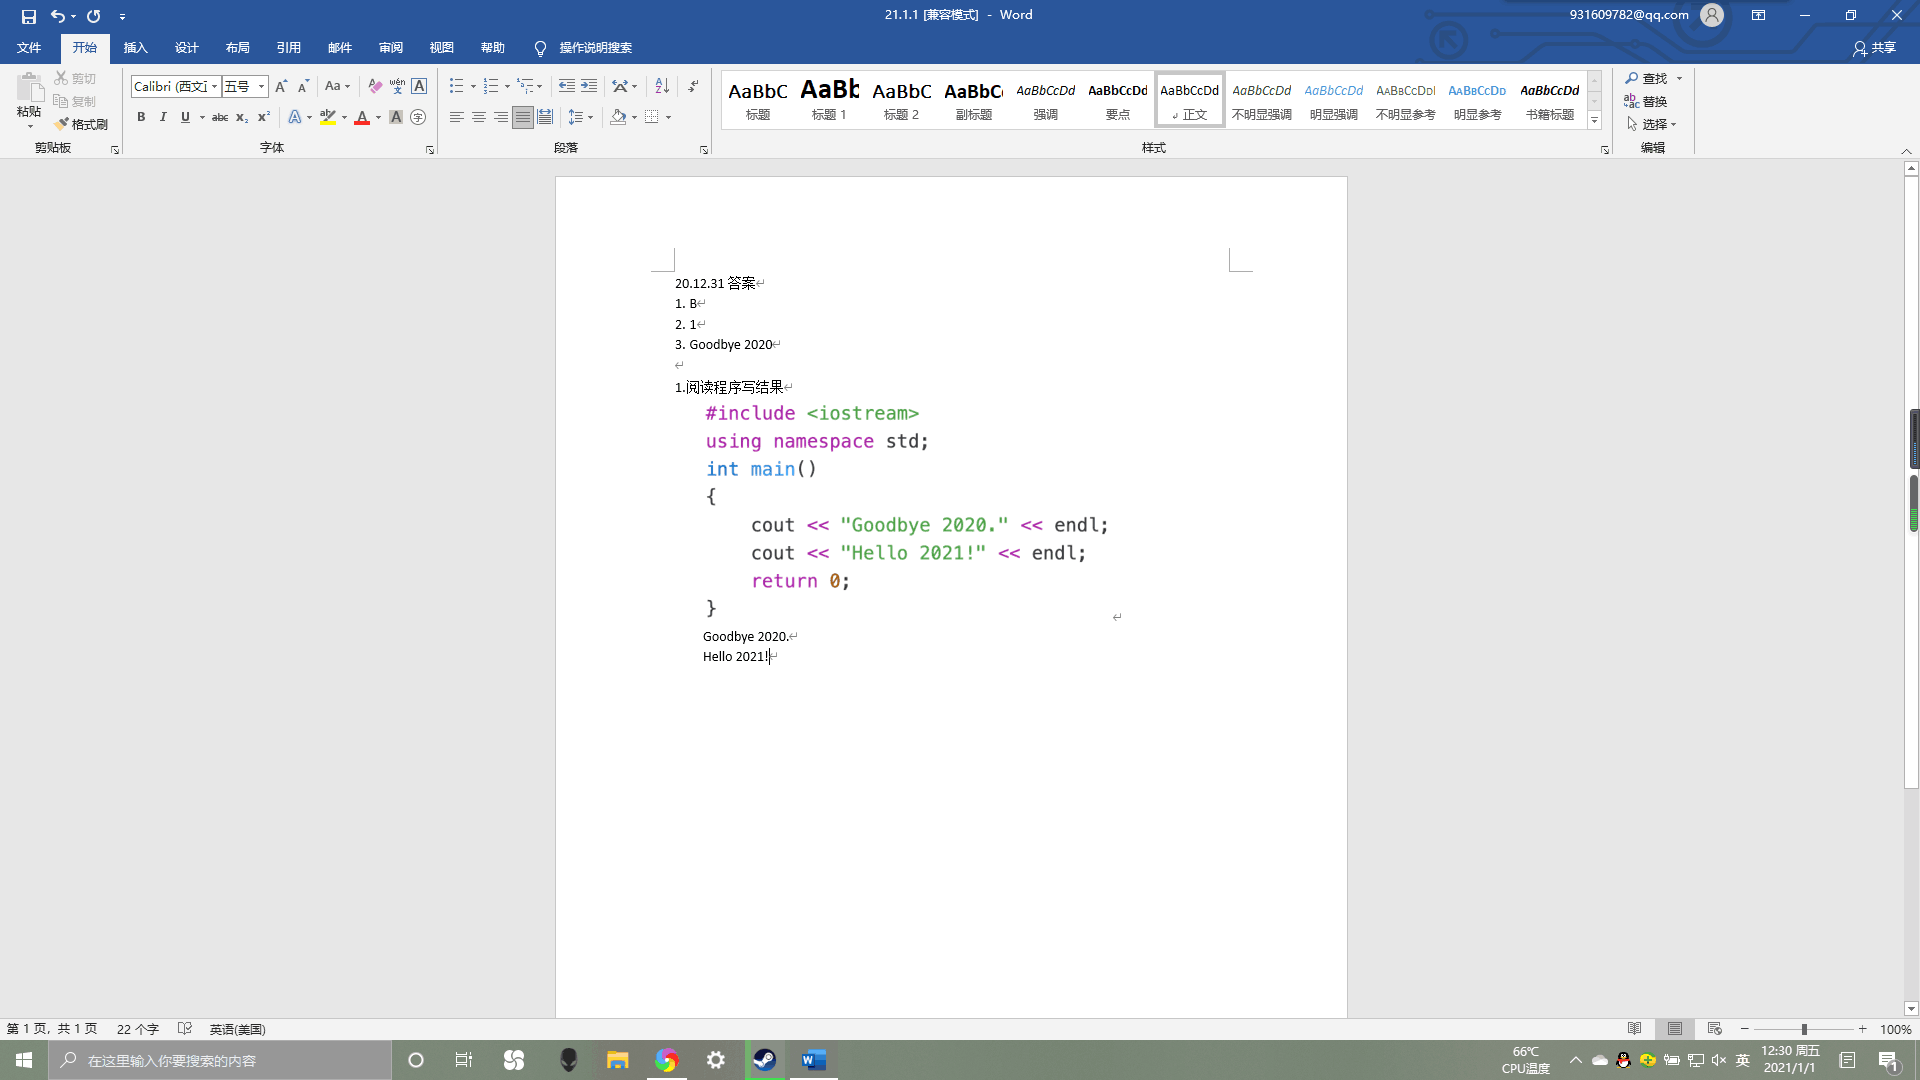 21.1.1 [兼容模式] - Word
931609782@qq.com
文件 开始 插入 设计 布局 引用 邮件 审阅 视图 帮助 操作说明搜索 共享
粘贴 剪切 复制 格式刷
Calibri (西文 五号
AaBbC AaBb AaBbC AaBbC AaBbCcDd AaBbCcDd AaBbCcDd AaBbCcDd AaBbCcDd AaBbCcDd AaBbCcDd AaBbCcDd
标题 标题 1 标题 2 副标题 强调 要点 正文 不明显强调 明显强调 不明显参考 明显参考 书籍标题
查找
替换
选择
剪贴板 字体 段落 样式 编辑
20.12.31 答案
1. B
2. 1
3. Goodbye 2020
1.阅读程序写结果
#include <iostream>
using namespace std;
int main()
{
cout << "Goodbye 2020." << endl;
cout << "Hello 2021!" << endl;
return 0;
}
Goodbye 2020.
Hello 2021!
第 1 页, 共 1 页 22 个字 英语(美国) 100%
在这里输入你要搜索的内容
66℃
CPU温度
英
12:30 周五
2021/1/1
1